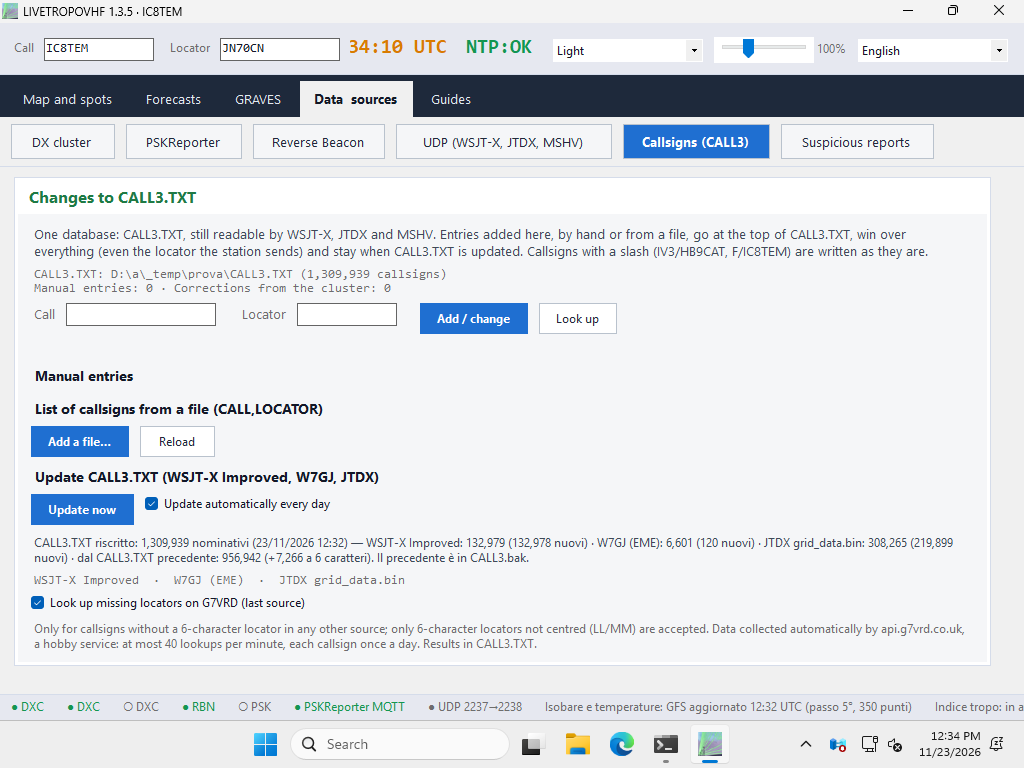 LIVETROPOVHF 1.3.5 · IC8TEM
Call IC8TEM Locator JN70CN 34:10 UTC NTP:OK Light 100% English
Map and spots Forecasts GRAVES Data sources Guides
DX cluster PSKReporter Reverse Beacon UDP (WSJT-X, JTDX, MSHV) Callsigns (CALL3) Suspicious reports
Changes to CALL3.TXT
One database: CALL3.TXT, still readable by WSJT-X, JTDX and MSHV. Entries added here, by hand or from a file, go at the top of CALL3.TXT, win over
everything (even the locator the station sends) and stay when CALL3.TXT is updated. Callsigns with a slash (IV3/HB9CAT, F/IC8TEM) are written as they are.
CALL3.TXT: D:\a\_temp\prova\CALL3.TXT (1,309,939 callsigns)
Manual entries: 0 · Corrections from the cluster: 0
Call Locator Add / change Look up
Manual entries
List of callsigns from a file (CALL,LOCATOR)
Add a file... Reload
Update CALL3.TXT (WSJT-X Improved, W7GJ, JTDX)
Update now Update automatically every day
CALL3.TXT riscritto: 1,309,939 nominativi (23/11/2026 12:32) — WSJT-X Improved: 132,979 (132,978 nuovi) · W7GJ (EME): 6,601 (120 nuovi) · JTDX grid_data.bin: 308,265 (219,899
nuovi) · dal CALL3.TXT precedente: 956,942 (+7,266 a 6 caratteri). Il precedente è in CALL3.bak.
WSJT-X Improved · W7GJ (EME) · JTDX grid_data.bin
Look up missing locators on G7VRD (last source)
Only for callsigns without a 6-character locator in any other source; only 6-character locators not centred (LL/MM) are accepted. Data collected automatically by api.g7vrd.co.uk,
a hobby service: at most 40 lookups per minute, each callsign once a day. Results in CALL3.TXT.
● DXC ● DXC ○ DXC ● RBN ○ PSK ● PSKReporter MQTT ● UDP 2237→2238 Isobare e temperature: GFS aggiornato 12:32 UTC (passo 5°, 350 punti) Indice tropo: in a
Search 12:34 PM
11/23/2026